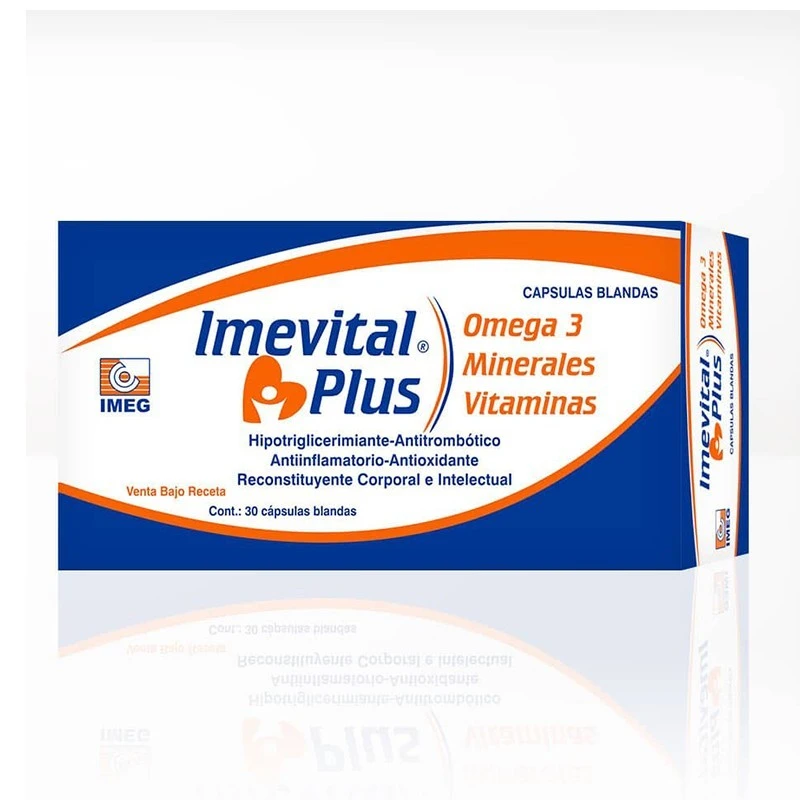 CAPSULAS BLANDAS
Imevital®
Plus
Omega 3
Minerales
Vitaminas
IMEG
Hipotriglicerimiante-Antitrombótico
Antiinflamatorio-Antioxidante
Reconstituyente Corporal e Intelectual
Venta Bajo Receta
Cont.: 30 cápsulas blandas
Imevital®
Plus
Omega 3
Minerales
Vitaminas
CAPSULAS BLANDAS
IMEG